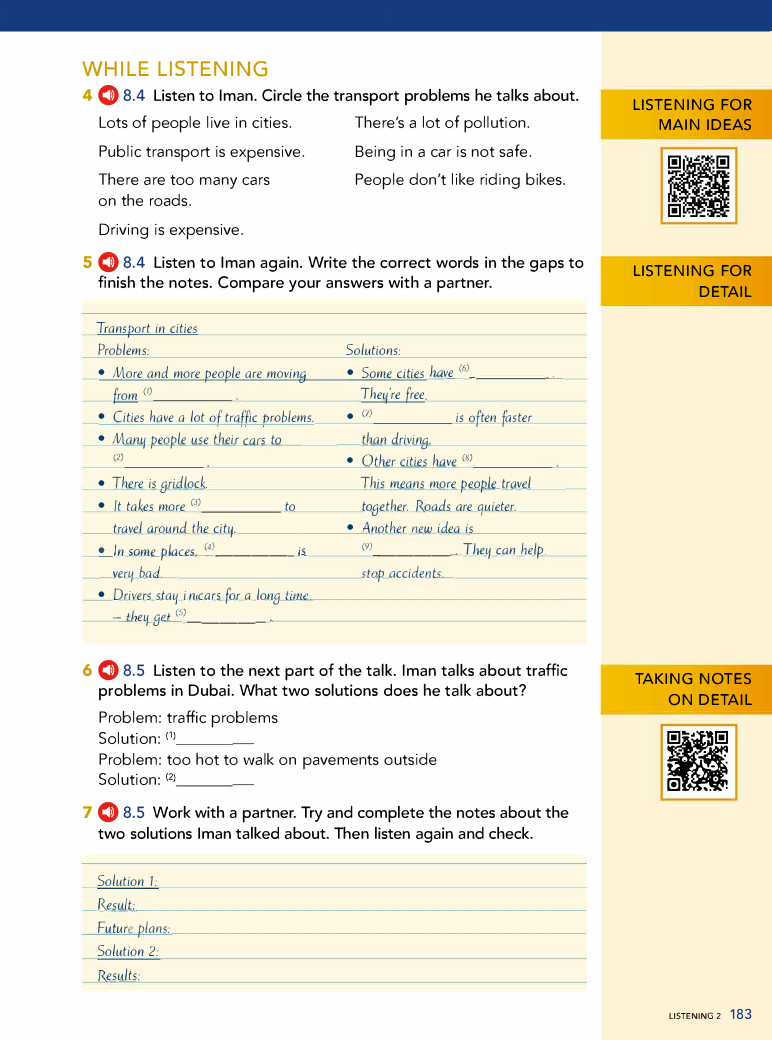 WHILE LISTENING
4 8.4 Listen to Iman. Circle the transport problems he talks about.
Lots of people live in cities.
Public transport is expensive.
There are too many cars
on the roads.
Driving is expensive.
There's a lot of pollution.
Being in a car is not safe.
People don't like riding bikes.
LISTENING FOR
MAIN IDEAS
5 8.4 Listen to Iman again. Write the correct words in the gaps to
finish the notes. Compare your answers with a partner.
LISTENING FOR
DETAIL
Transport in cities
Problems:
• More and more people are moving
from (1)__________ .
• Cities have a lot of traffic problems.
• Many people use their cars to
(2)__________ .
• There is gridlock.
• It takes more (3)__________ to
travel around the city.
• In some places, (4)__________ is
very bad.
• Drivers stay in cars for a long time
– they get (5)__________ .
Solutions:
• Some cities have (6)__________ .
They're free.
• (7)__________ is often faster
than driving.
• Other cities have (8)__________ .
This means more people travel
together. Roads are quieter.
• Another new idea is
(9)__________. They can help
stop accidents.
6 8.5 Listen to the next part of the talk. Iman talks about traffic
problems in Dubai. What two solutions does he talk about?
TAKING NOTES
ON DETAIL
Problem: traffic problems
Solution: (1)__________
Problem: too hot to walk on pavements outside
Solution: (2)__________
7 8.5 Work with a partner. Try and complete the notes about the
two solutions Iman talked about. Then listen again and check.
Solution 1:
Result:
Future plans:
Solution 2:
Results:
LISTENING 2 183